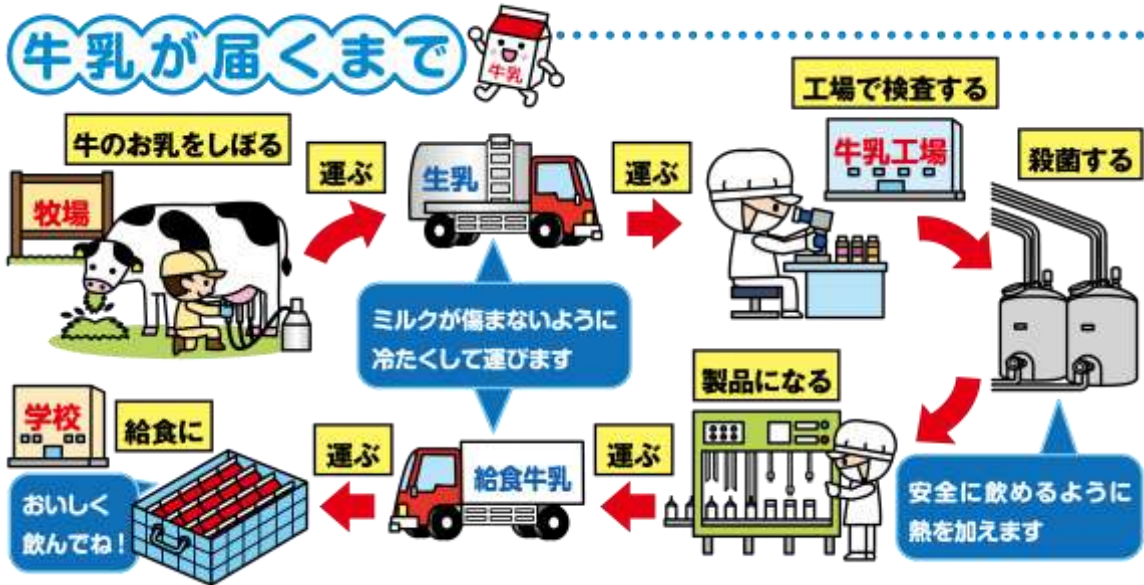 牛乳が届くまで
牛乳
牛のお乳をしぼる
牧場
運ぶ
生乳
運ぶ
工場で検査する
牛乳工場
殺菌する
ミルクが傷まないように
冷たくして運びます
安全に飲めるように
熱を加えます
製品になる
運ぶ
給食牛乳
運ぶ
給食に
学校
おいしく
飲んでね!